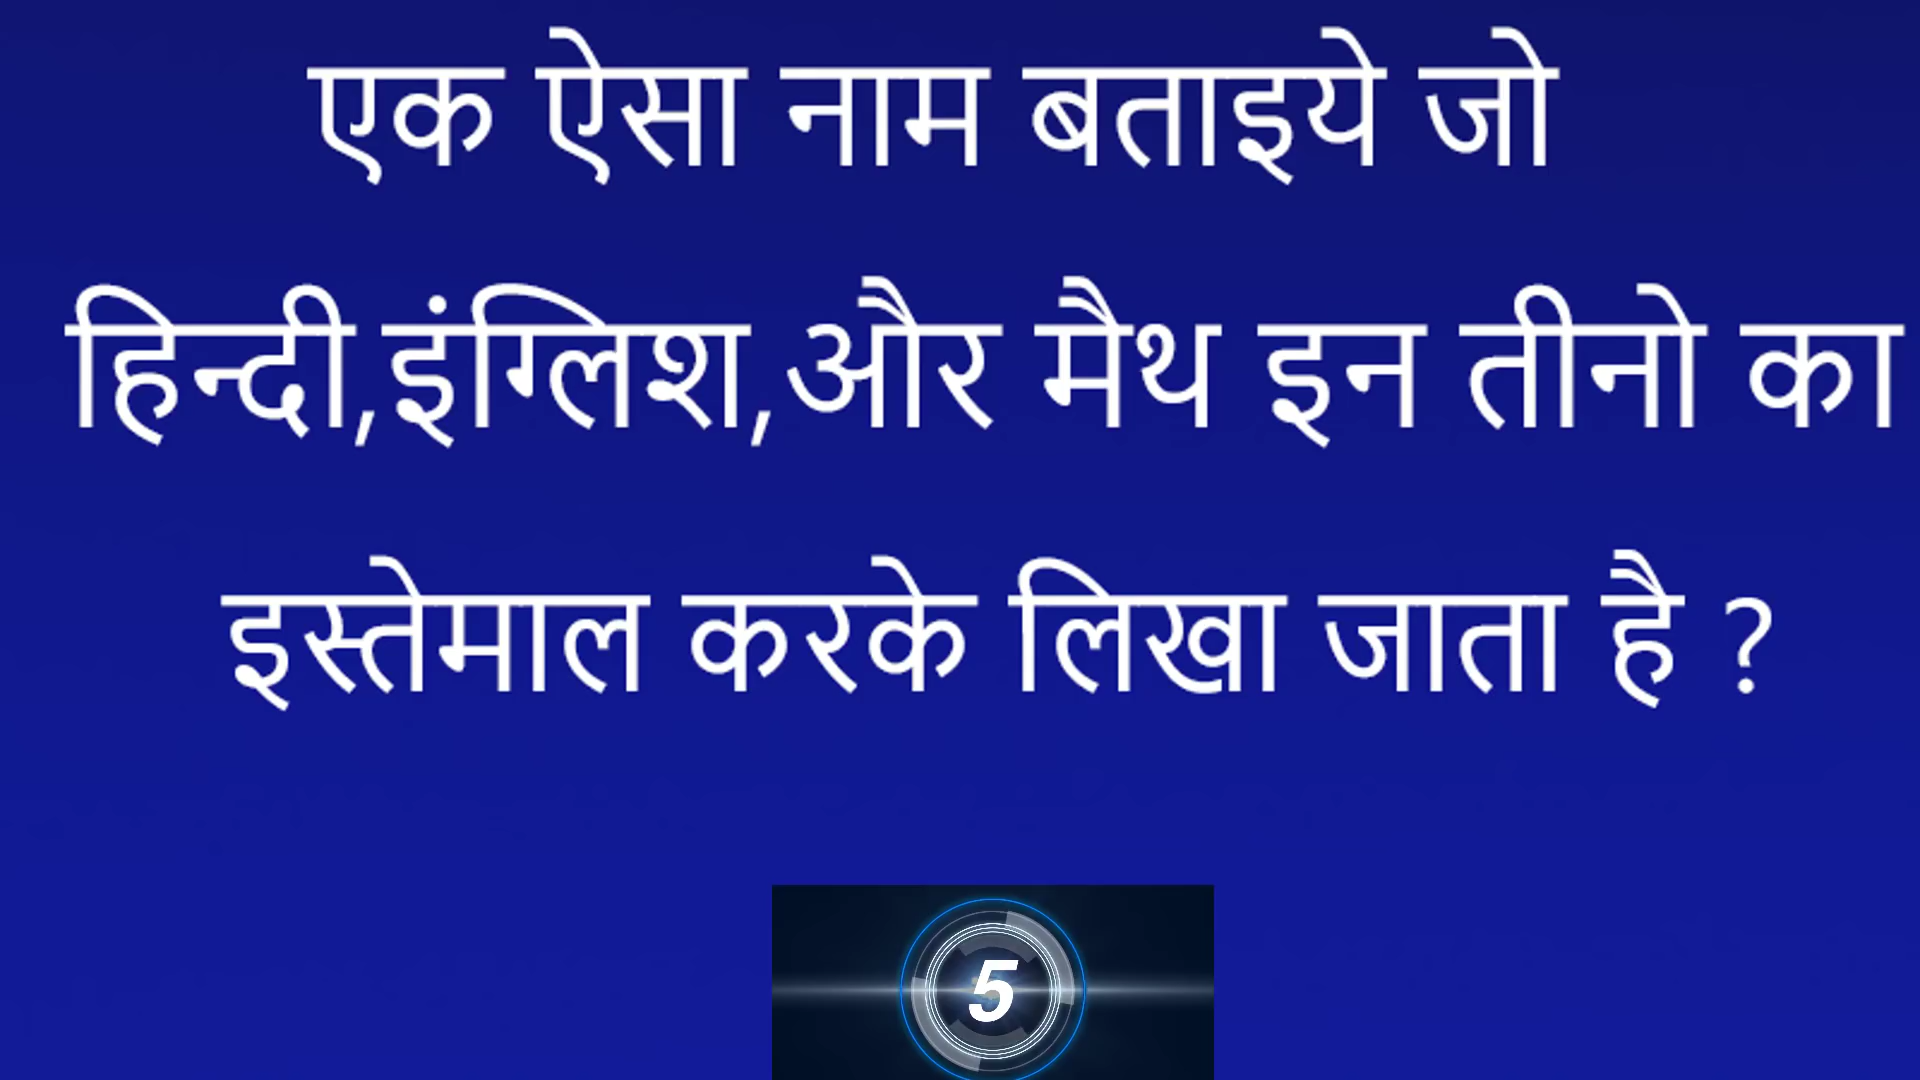 एक ऐसा नाम बताइये जो
हिन्दी,इंग्लिश,और मैथ इन तीनो का
इस्तेमाल करके लिखा जाता है ?
5